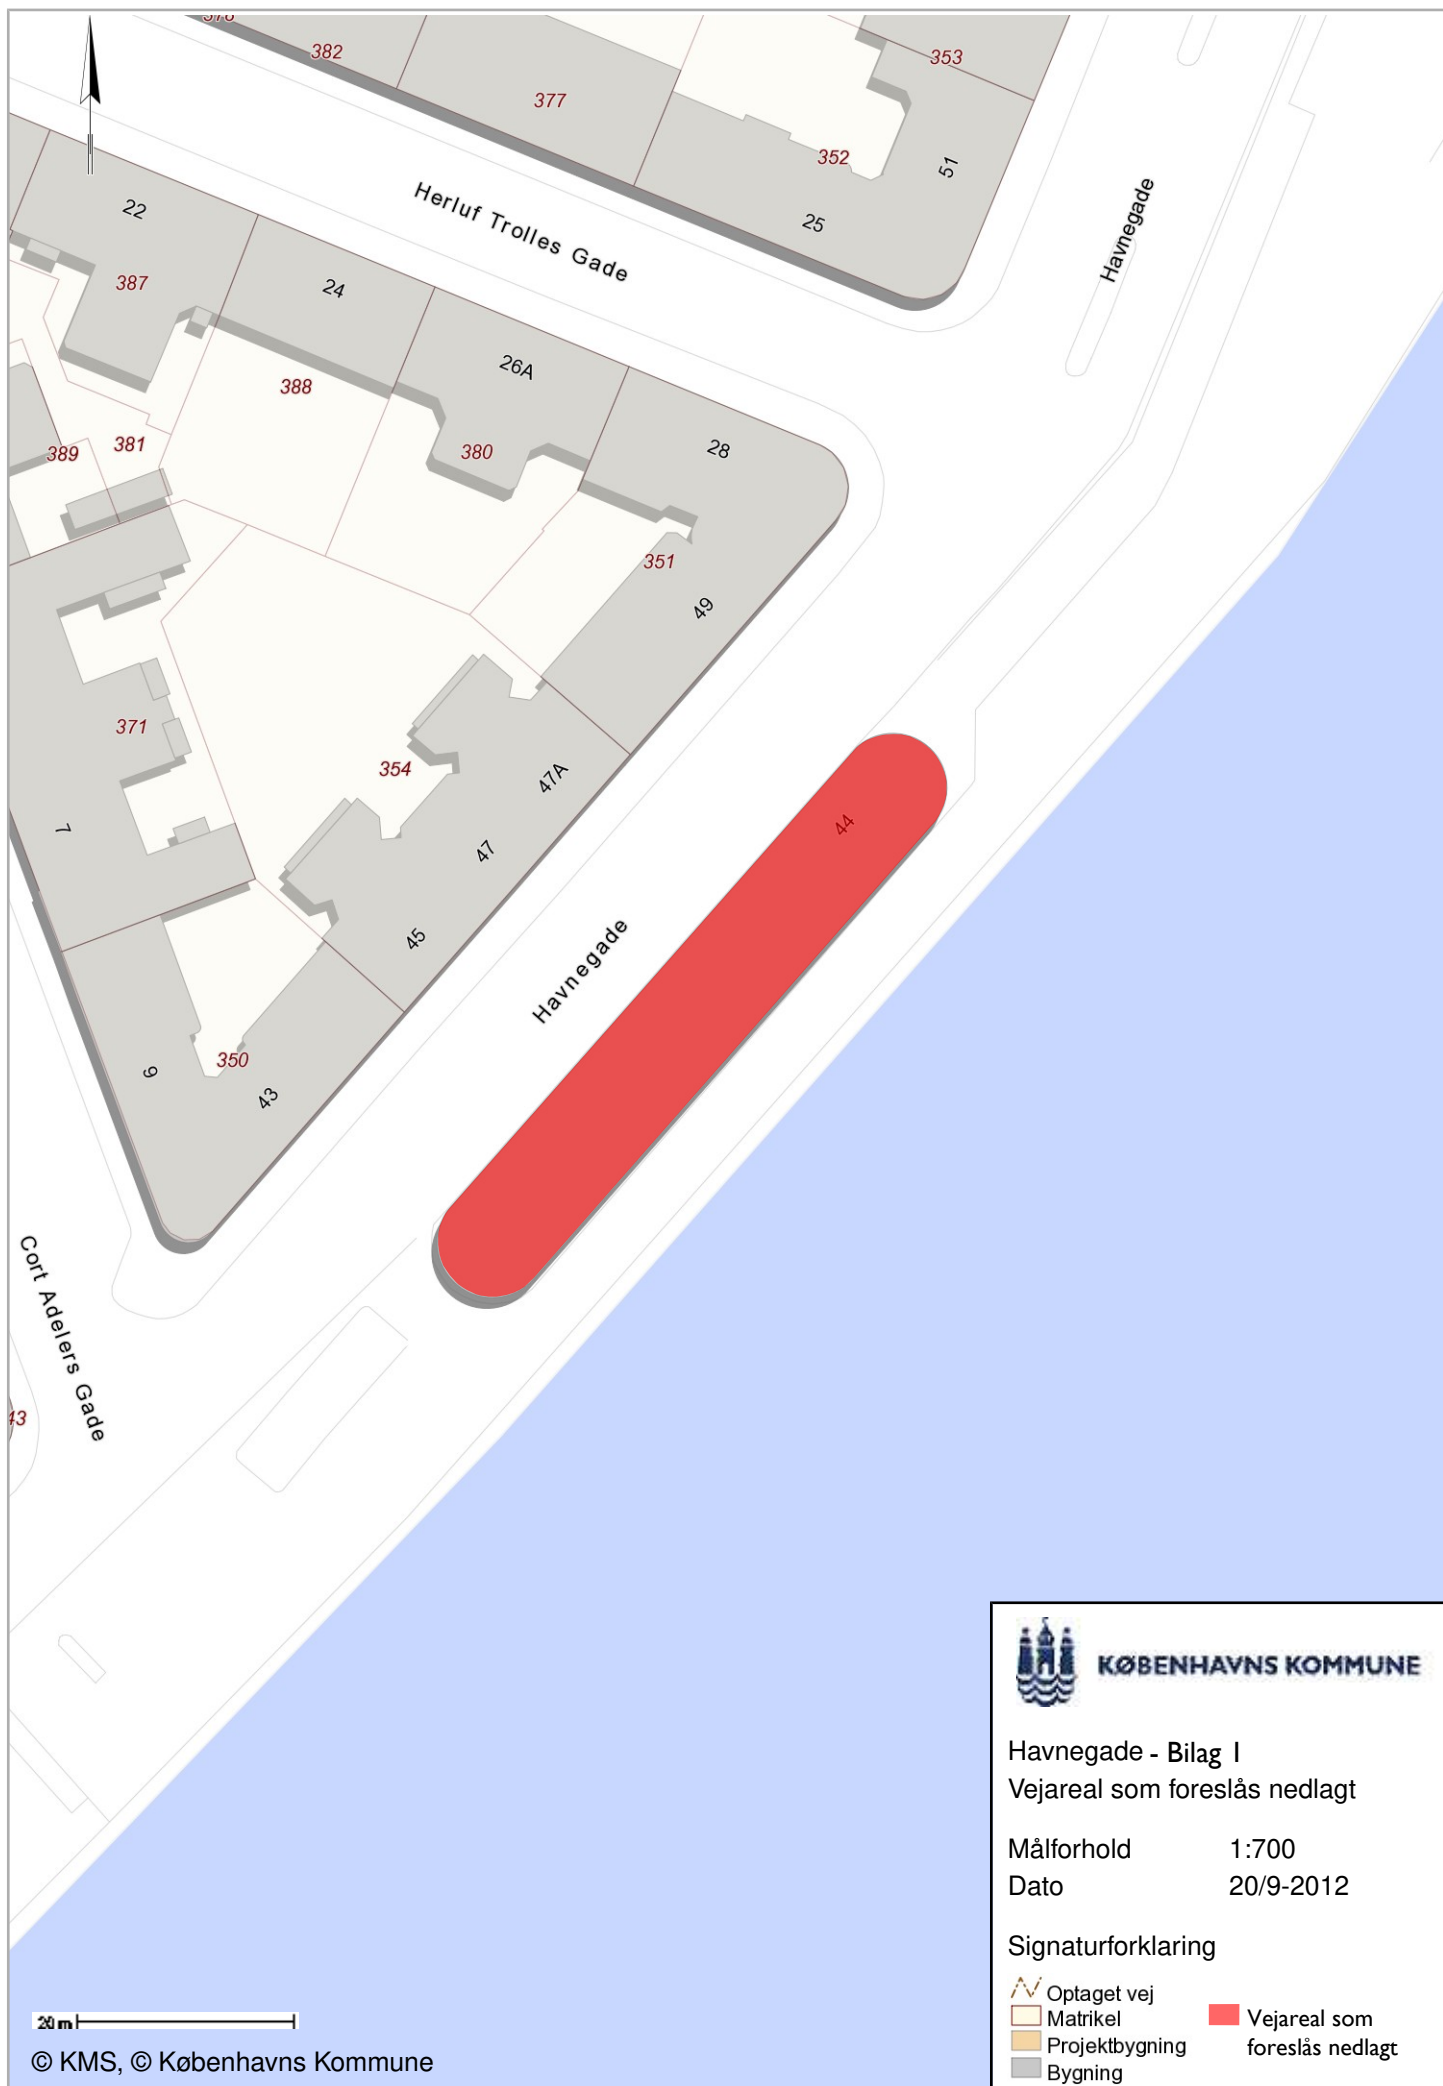 378
382
377
353
352
51
25
Herluf Trolles Gade
Havnegade
22
387
24
388
26A
380
28
381
389
351
49
371
354
47A
7
47
45
44
Havnegade
9
350
43
Cort Adelers Gade
43
KØBENHAVNS KOMMUNE
Havnegade - Bilag 1
Vejareal som foreslås nedlagt
Målforhold 1:700
Dato 20/9-2012
Signaturforklaring
Optaget vej
Matrikel
Projektbygning
Bygning
Vejareal som
foreslås nedlagt
20 m
© KMS, © Københavns Kommune